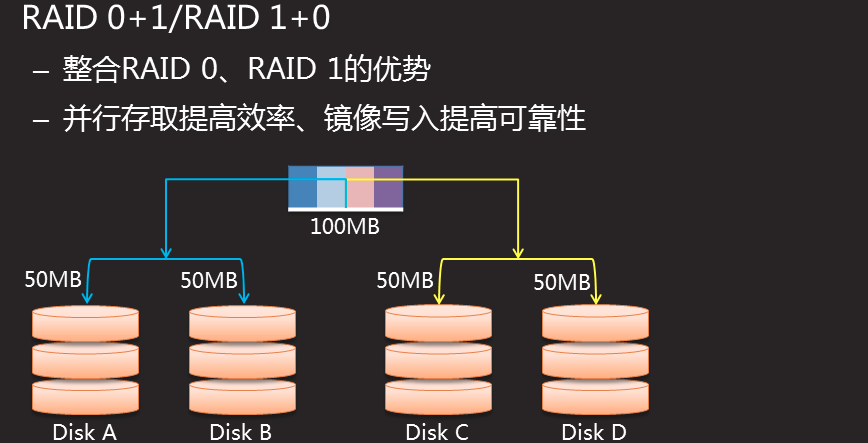 RAID 0+1/RAID 1+0
– 整合RAID 0、RAID 1的优势
– 并行存取提高效率、镜像写入提高可靠性
100MB
50MB 50MB 50MB 50MB
Disk A Disk B Disk C Disk D